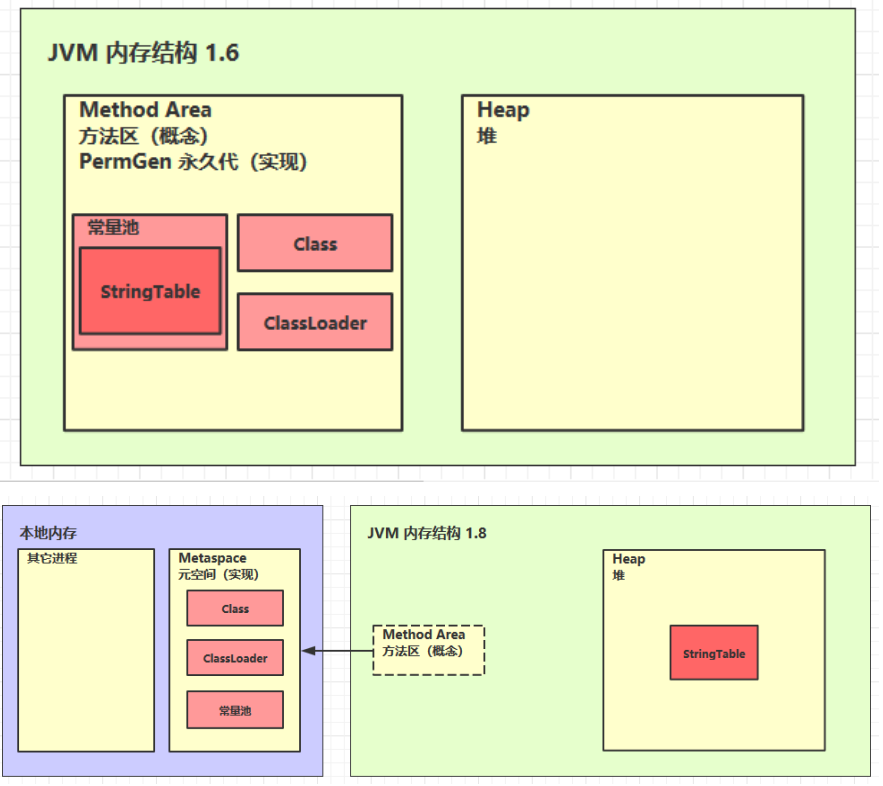 JVM 内存结构 1.6
Method Area
方法区（概念）
PermGen 永久代（实现）
常量池
StringTable
Class
ClassLoader
Heap
堆
本地内存
其它进程
Metaspace
元空间（实现）
Class
ClassLoader
常量池
JVM 内存结构 1.8
Method Area
方法区（概念）
Heap
堆
StringTable